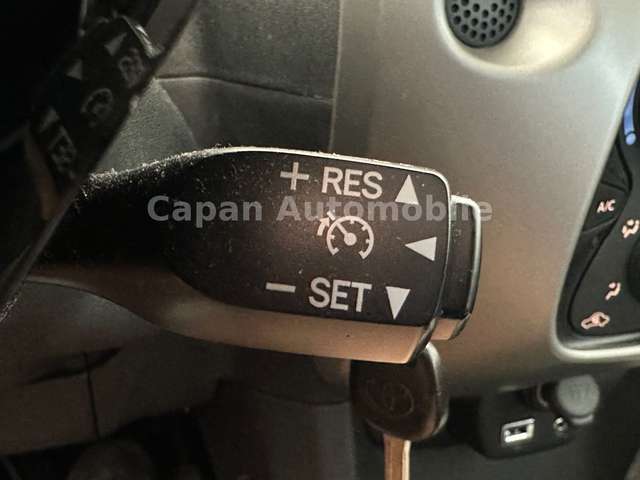 + RES
Capan Automobile
− SET
A/C